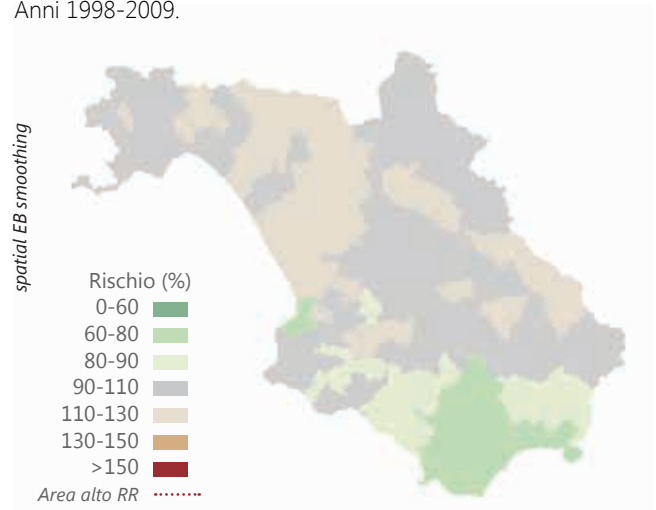 Anni 1998-2009.
spatial EB smoothing
Rischio (%)
0-60
60-80
80-90
90-110
110-130
130-150
>150
Area alto RR